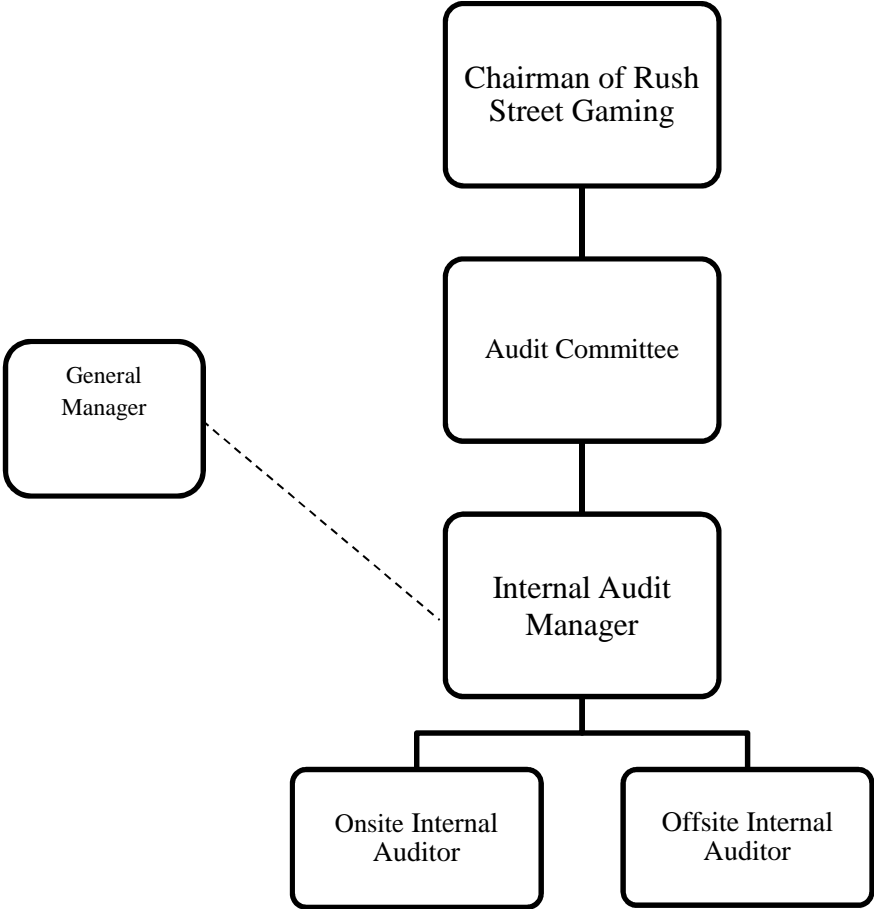 Chairman of Rush
Street Gaming
Audit Committee
General
Manager
Internal Audit
Manager
Onsite Internal
Auditor
Offsite Internal
Auditor